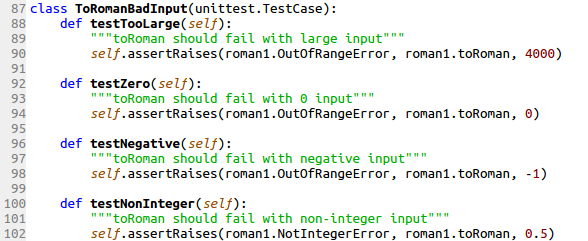 87 class ToRomanBadInput(unittest.TestCase):
88     def testTooLarge(self):
89         """toRoman should fail with large input"""
90         self.assertRaises(roman1.OutOfRangeError, roman1.toRoman, 4000)
91
92     def testZero(self):
93         """toRoman should fail with 0 input"""
94         self.assertRaises(roman1.OutOfRangeError, roman1.toRoman, 0)
95
96     def testNegative(self):
97         """toRoman should fail with negative input"""
98         self.assertRaises(roman1.OutOfRangeError, roman1.toRoman, -1)
99
100     def testNonInteger(self):
101         """toRoman should fail with non-integer input"""
102         self.assertRaises(roman1.NotIntegerError, roman1.toRoman, 0.5)